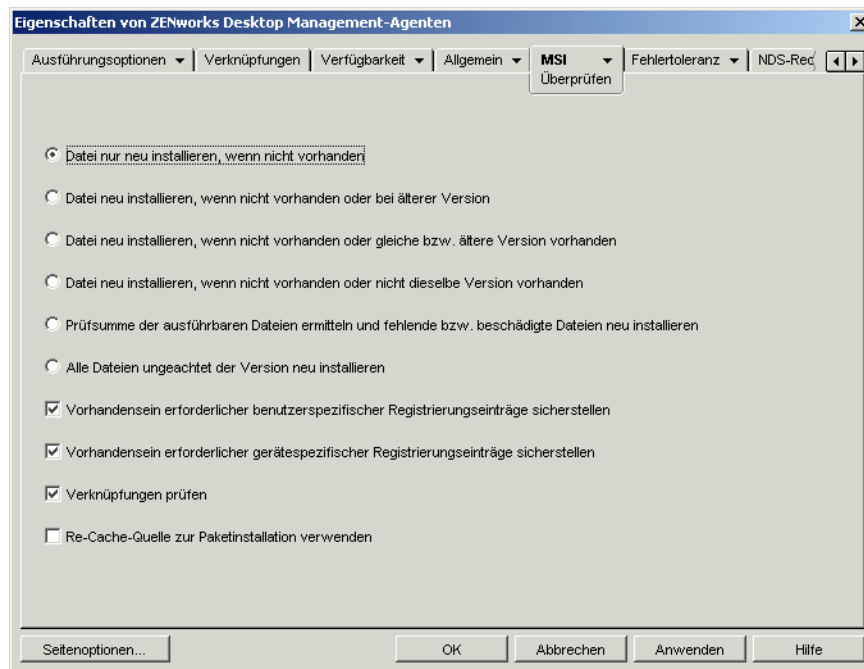 Eigenschaften von ZENworks Desktop Management-Agenten
Ausführungsoptionen Verknüpfungen Verfügbarkeit Allgemein MSI Fehlertoleranz NDS-Rec
Überprüfen
Datei nur neu installieren, wenn nicht vorhanden
Datei neu installieren, wenn nicht vorhanden oder bei älterer Version
Datei neu installieren, wenn nicht vorhanden oder gleiche bzw. ältere Version vorhanden
Datei neu installieren, wenn nicht vorhanden oder nicht dieselbe Version vorhanden
Prüfsumme der ausführbaren Dateien ermitteln und fehlende bzw. beschädigte Dateien neu installieren
Alle Dateien ungeachtet der Version neu installieren
Vorhandensein erforderlicher benutzerspezifischer Registrierungseinträge sicherstellen
Vorhandensein erforderlicher gerätespezifischer Registrierungseinträge sicherstellen
Verknüpfungen prüfen
Re-Cache-Quelle zur Paketinstallation verwenden
Seitenoptionen... OK Abbrechen Anwenden Hilfe